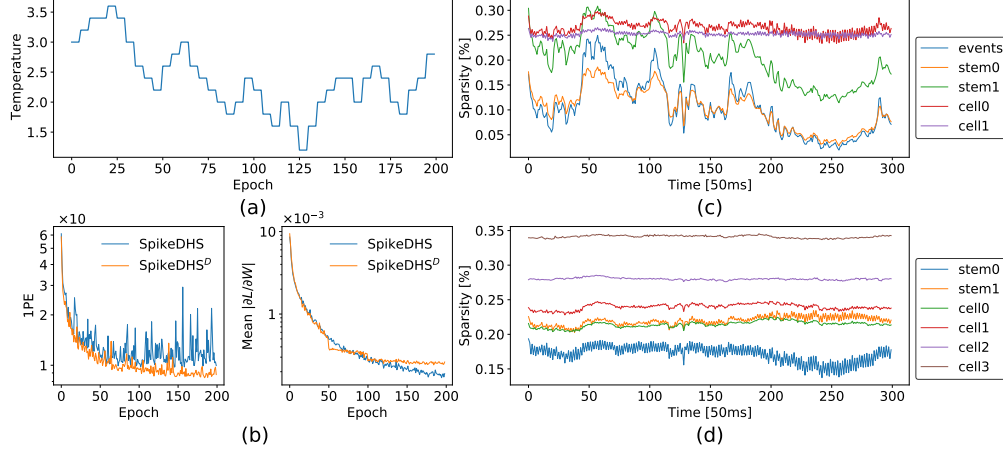 3.5
3.0
2.5
2.0
1.5
Temperature
0 25 50 75 100 125 150 175 200
Epoch
(a)
0.30
0.25
0.20
0.15
0.10
0.05
Sparsity [%]
0 50 100 150 200 250 300
Time [50ms]
(c)
events
stem0
stem1
cell0
cell1
×10
6
4
3
2
1
1PE
SpikeDHS
SpikeDHS^D
0 50 100 150 200
Epoch
×10⁻³
10
1
Mean |∂L/∂W|
SpikeDHS
SpikeDHS^D
0 50 100 150 200
Epoch
(b)
0.35
0.30
0.25
0.20
0.15
Sparsity [%]
0 50 100 150 200 250 300
Time [50ms]
(d)
stem0
stem1
cell0
cell1
cell2
cell3